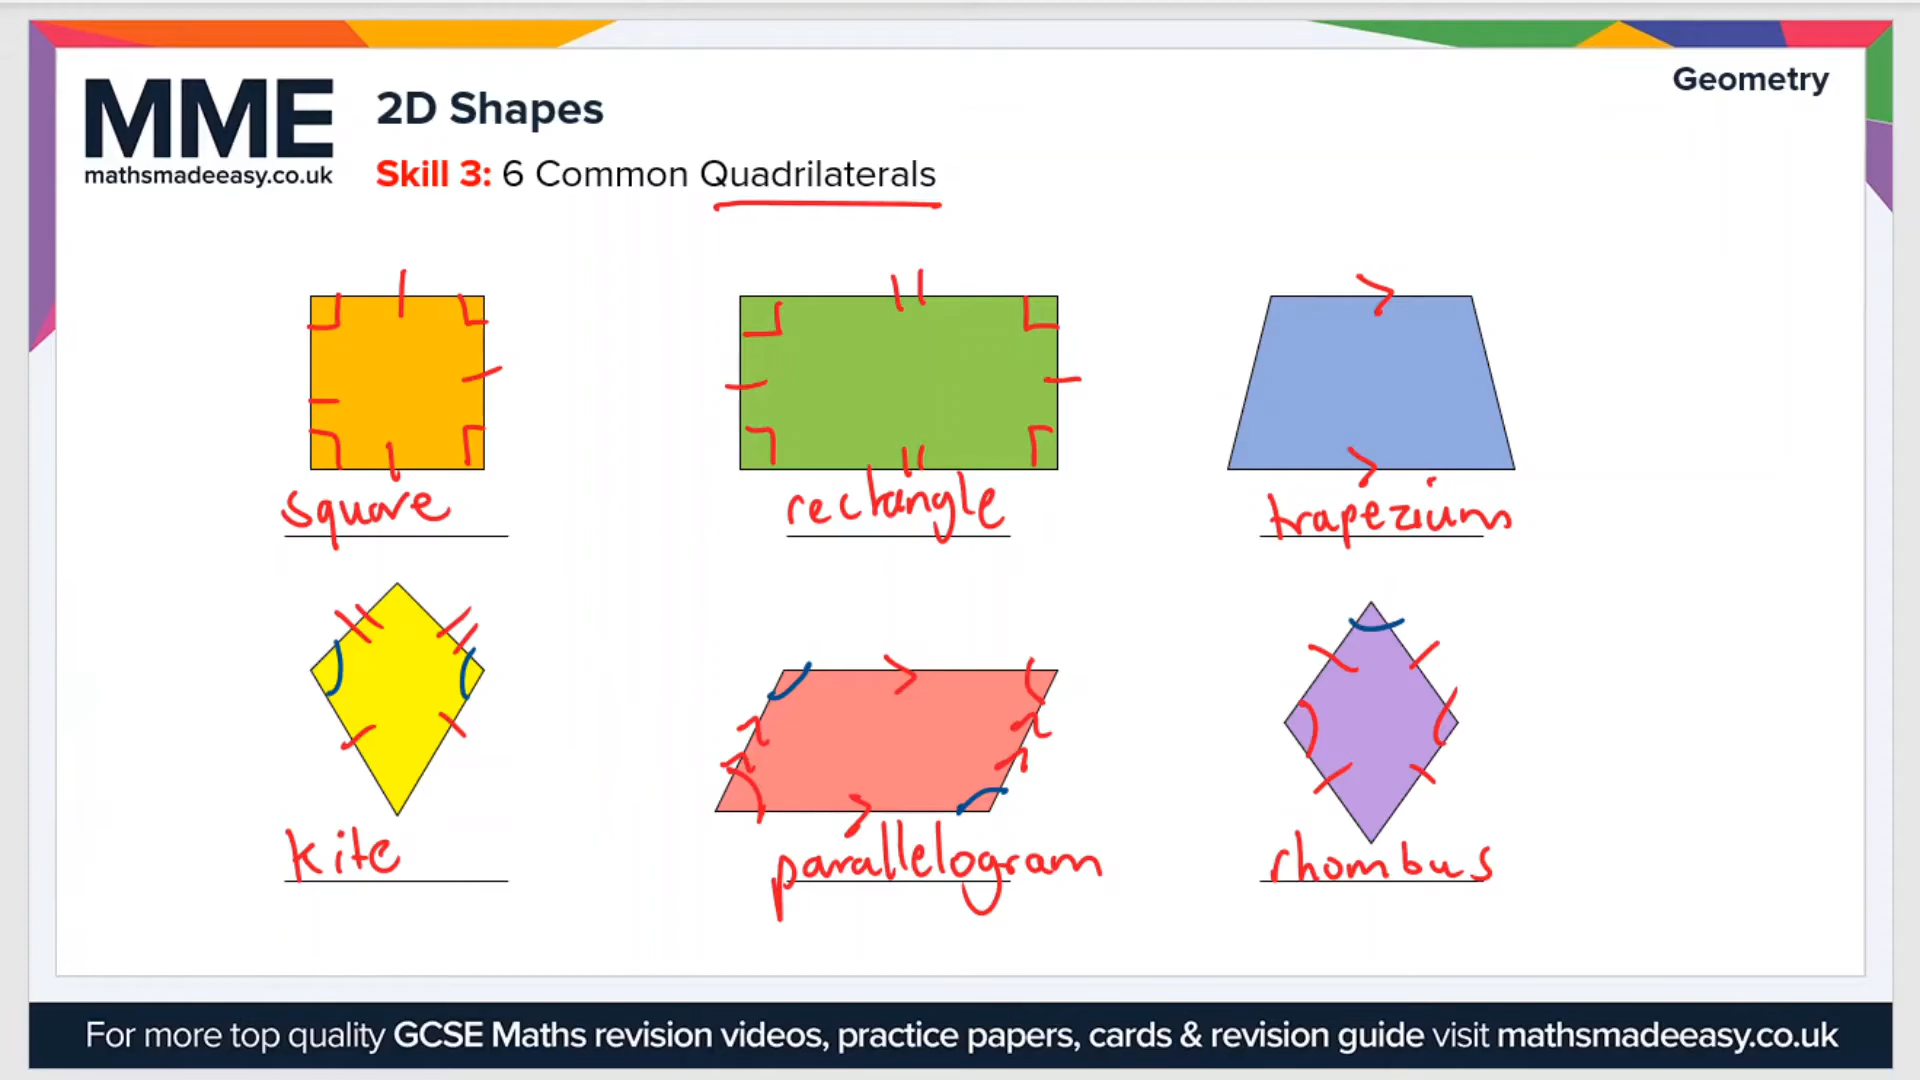 Geometry
MME
mathsmadeeasy.co.uk
2D Shapes
Skill 3: 6 Common Quadrilaterals
square
rectangle
trapezium
kite
parallelogram
rhombus
For more top quality GCSE Maths revision videos, practice papers, cards & revision guide visit mathsmadeeasy.co.uk